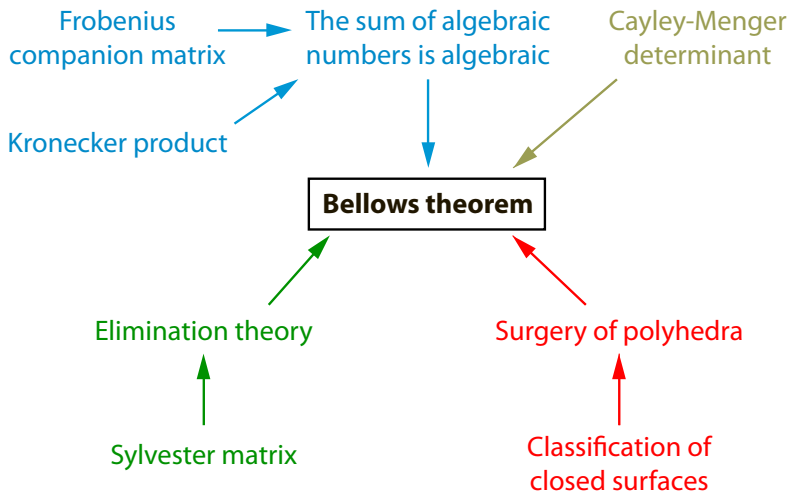 Frobenius
companion matrix
The sum of algebraic
numbers is algebraic
Cayley-Menger
determinant
Kronecker product
Bellows theorem
Elimination theory
Surgery of polyhedra
Sylvester matrix
Classification of
closed surfaces